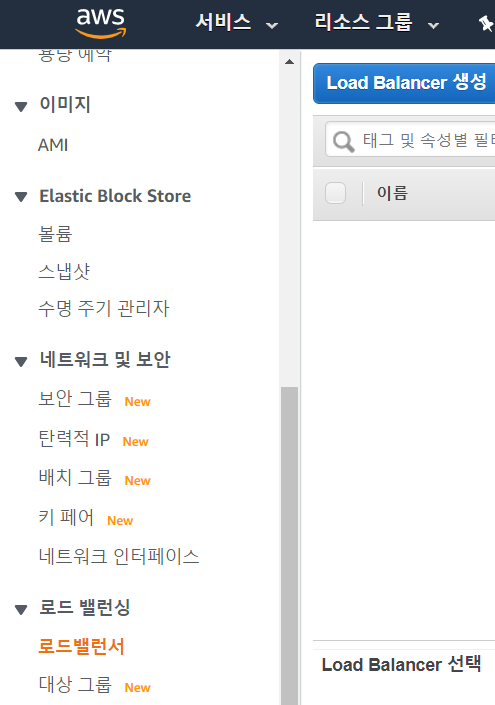 aws 서비스 리소스 그룹
용량 예약
이미지
AMI
Elastic Block Store
볼륨
스냅샷
수명 주기 관리자
네트워크 및 보안
보안 그룹 New
탄력적 IP New
배치 그룹 New
키 페어 New
네트워크 인터페이스
로드 밸런싱
로드밸런서
대상 그룹 New
Load Balancer 생성
태그 및 속성별
이름
Load Balancer 선택